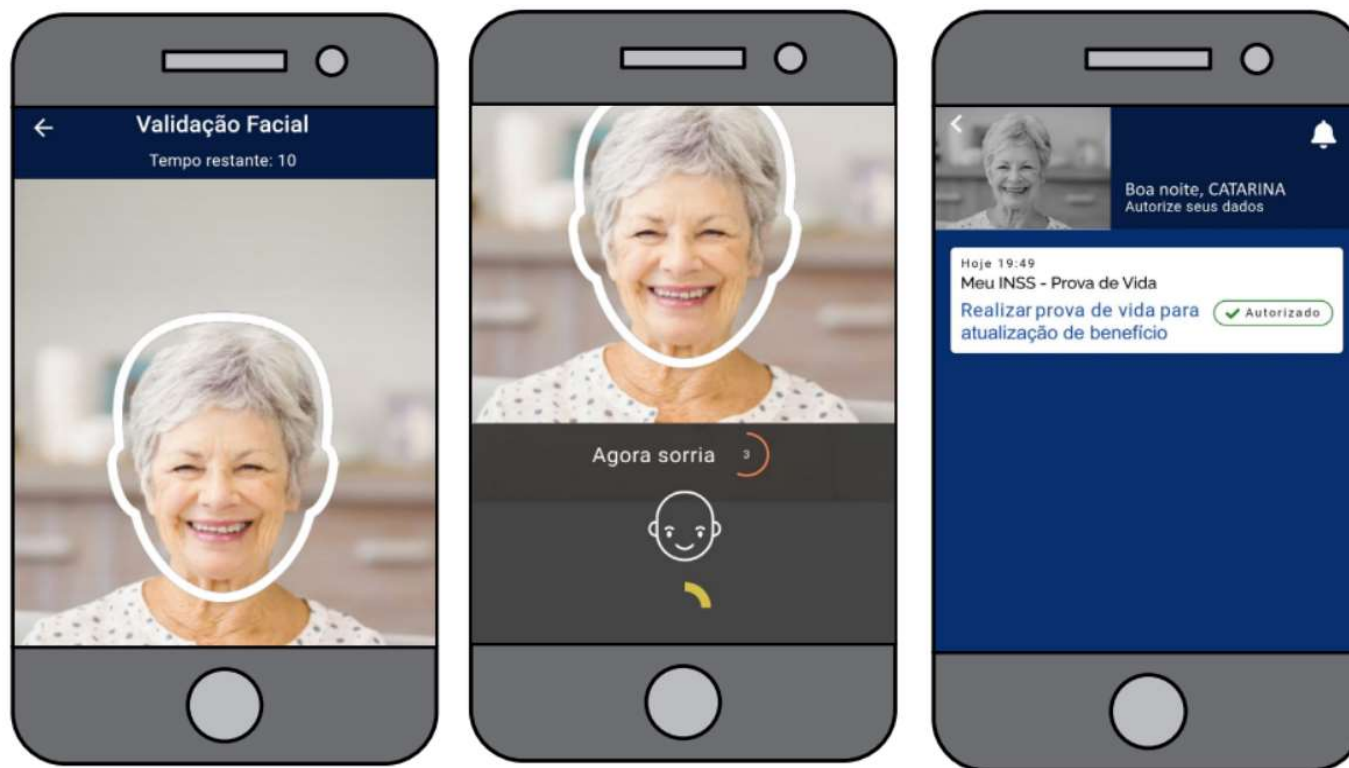 Validação Facial
Tempo restante: 10
Agora sorria 3
Boa noite, CATARINA
Autorize seus dados
Hoje 19:49
Meu INSS - Prova de Vida
Realizar prova de vida para
atualização de benefício
Autorizado